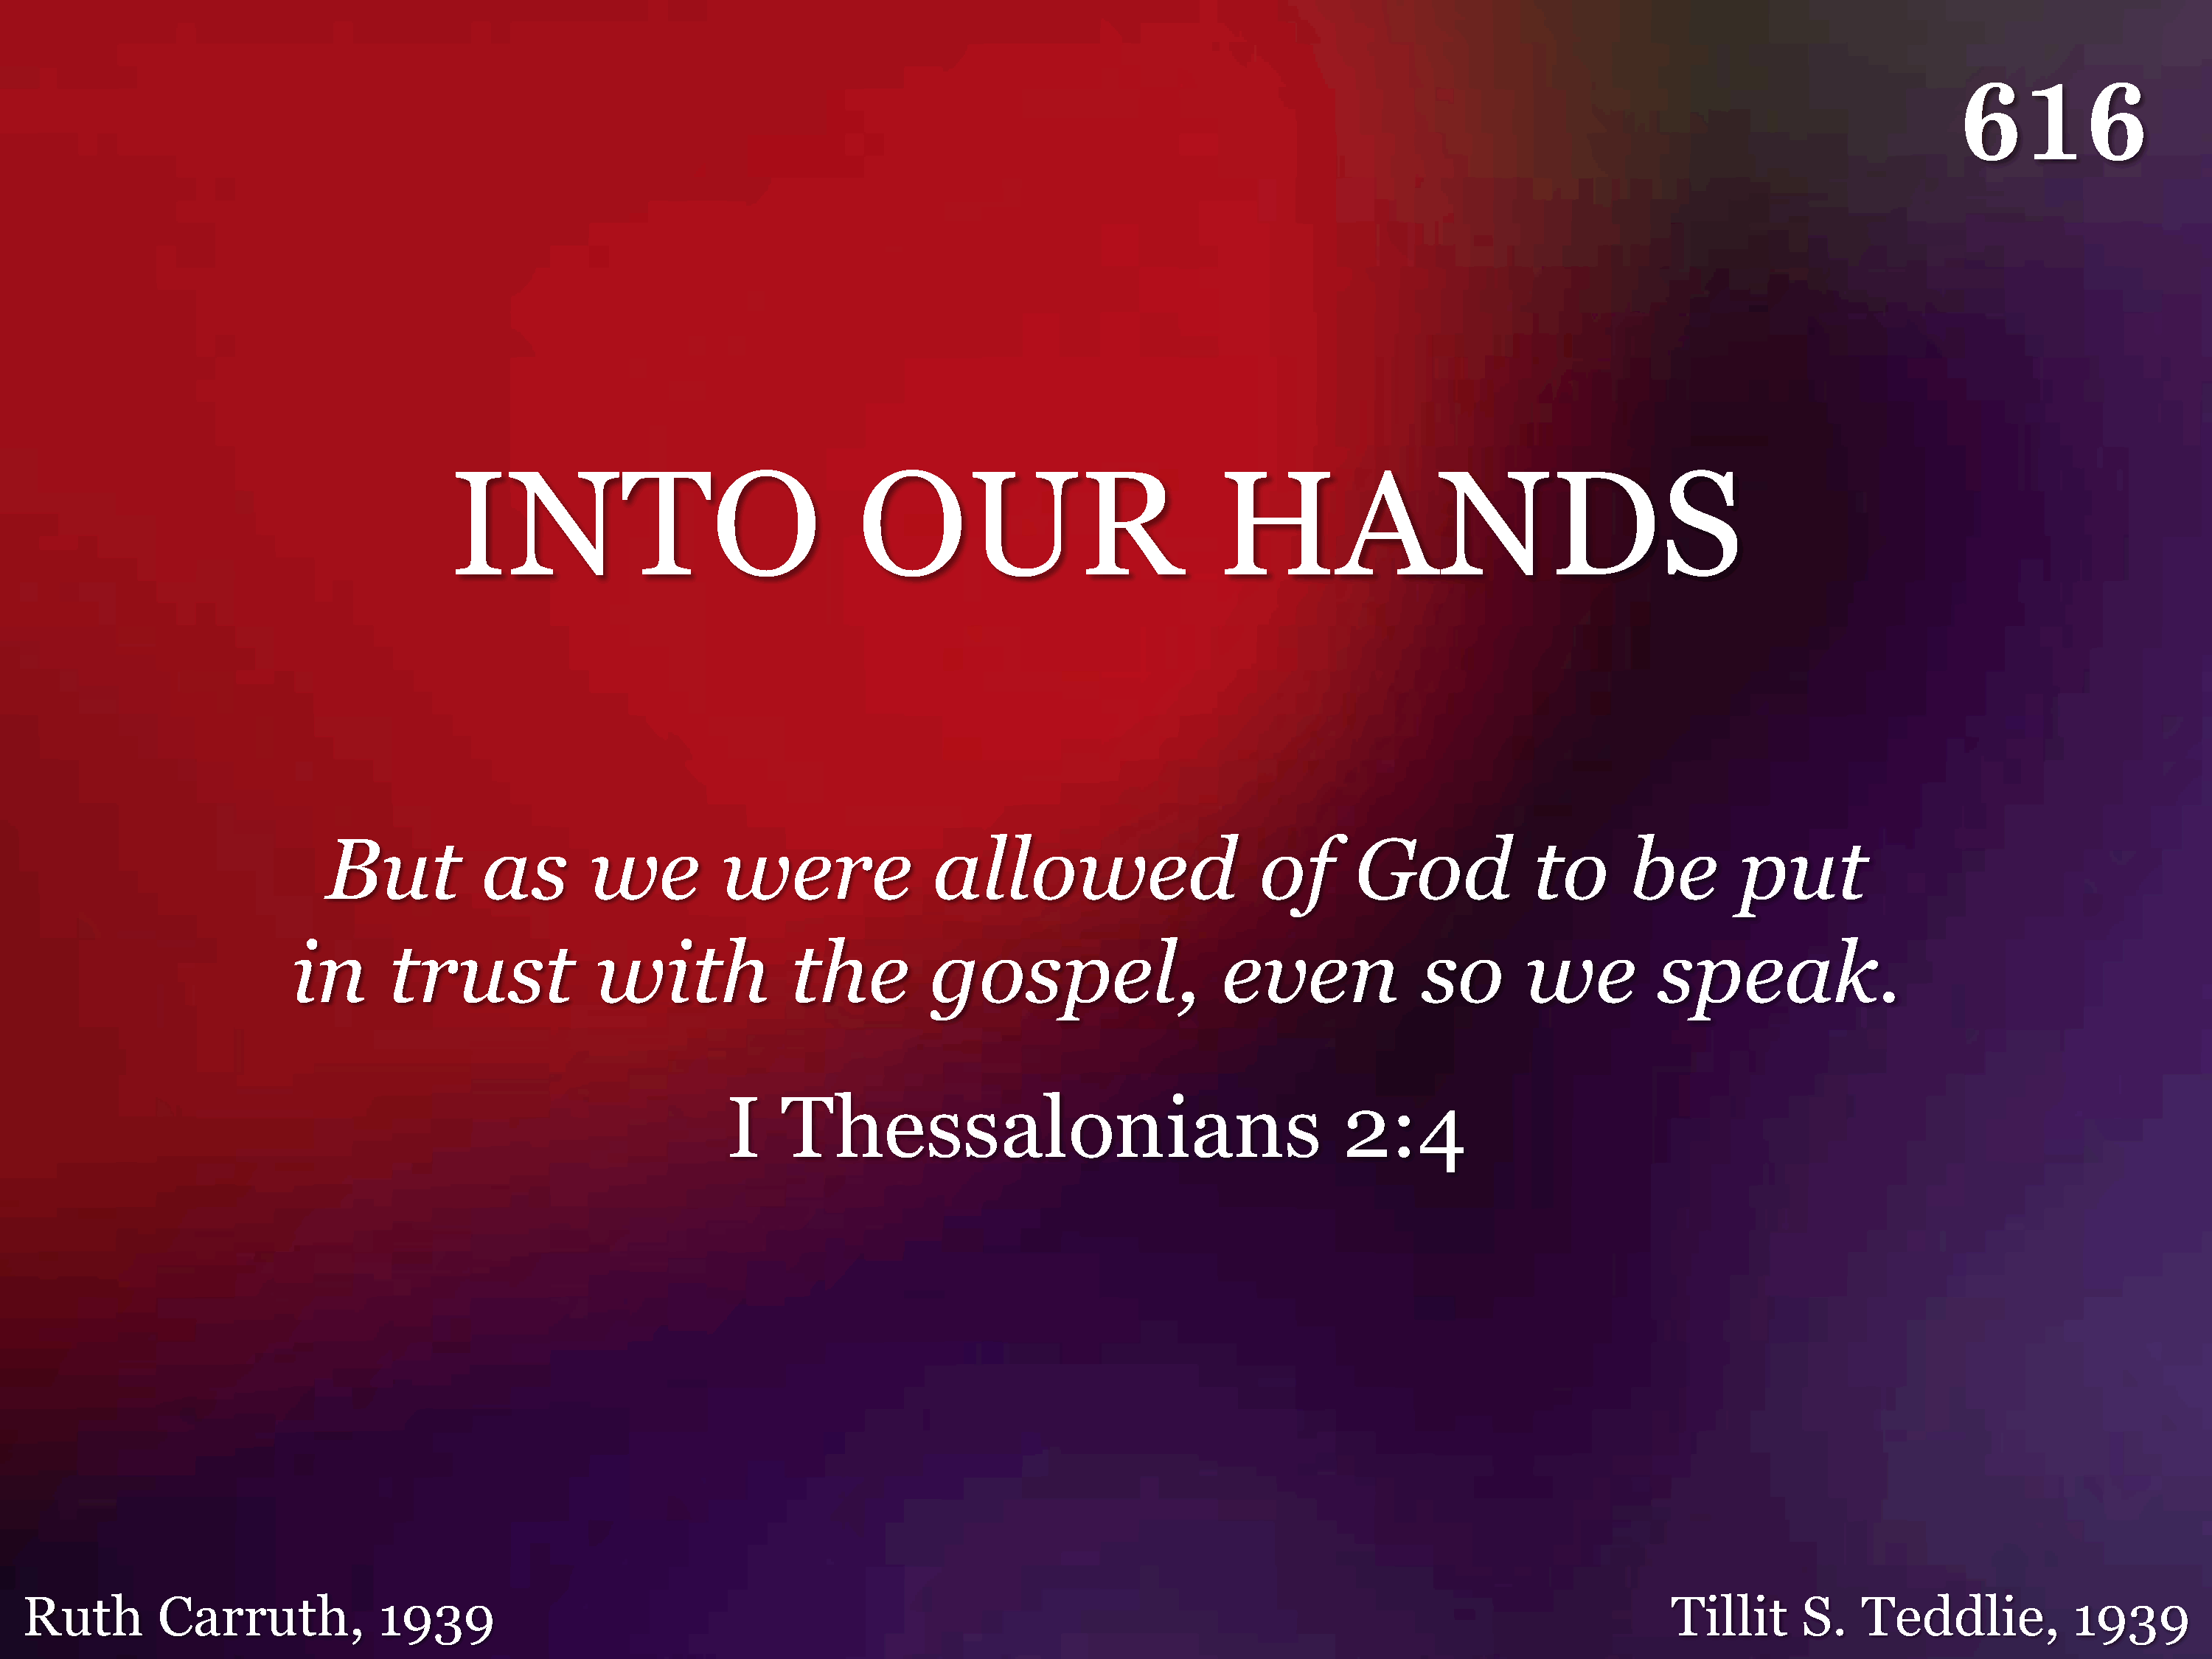 616
INTO OUR HANDS
But as we were allowed of God to be put
in trust with the gospel, even so we speak.
I Thessalonians 2:4
Ruth Carruth, 1939
Tillit S. Teddlie, 1939